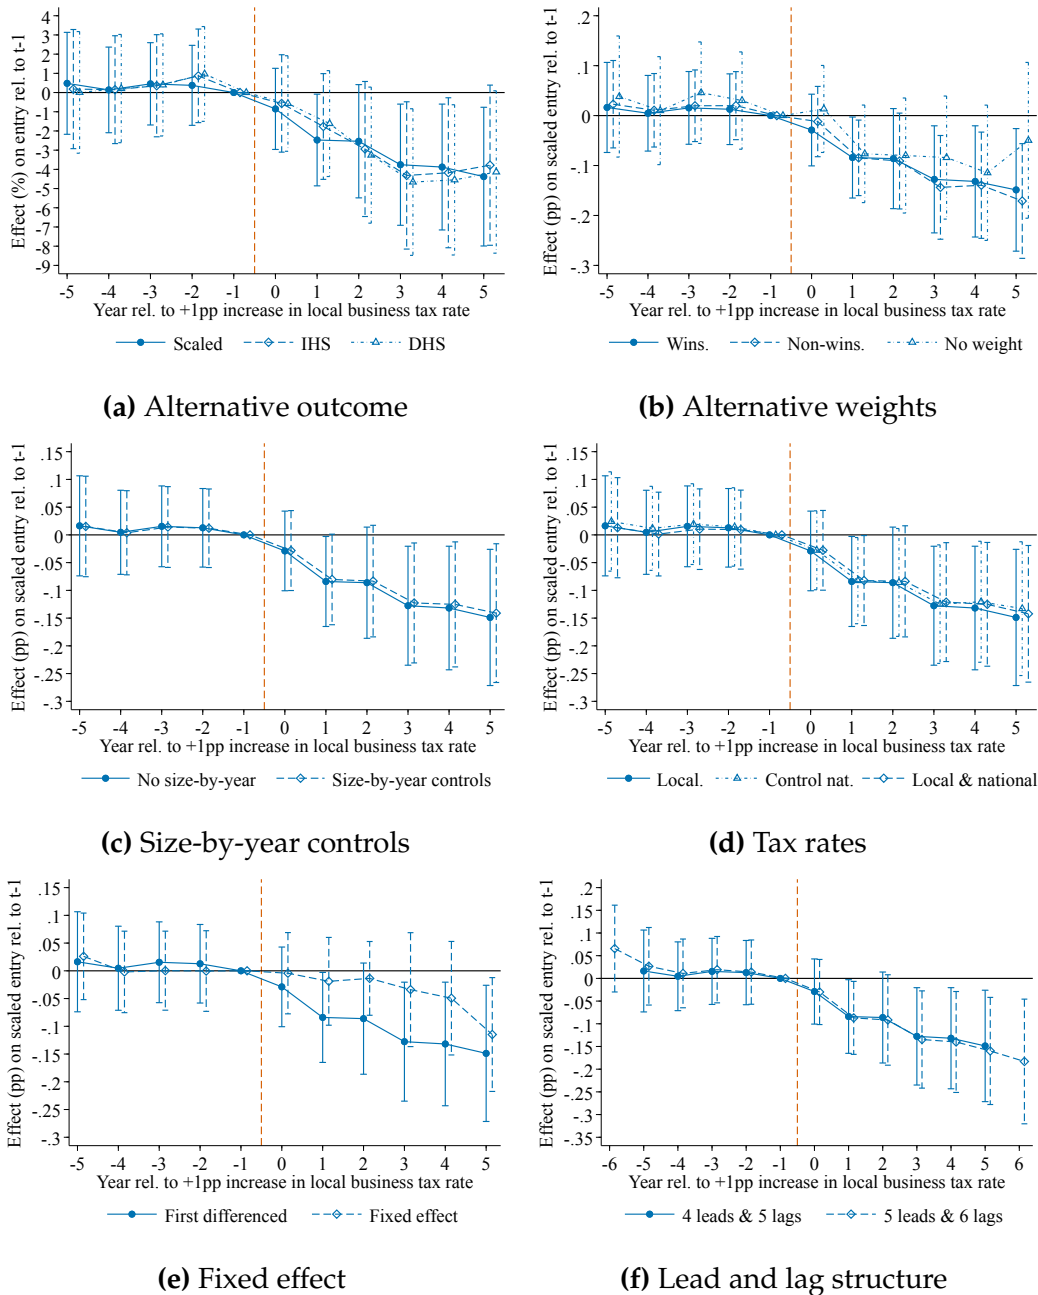 Effect (%) on entry rel. to t-1
4
3
2
1
0
-1
-2
-3
-4
-5
-6
-7
-8
-9
-5 -4 -3 -2 -1 0 1 2 3 4 5
Year rel. to +1pp increase in local business tax rate
Scaled IHS DHS
(a) Alternative outcome
Effect (pp) on scaled entry rel. to t-1
.2
.1
0
-.1
-.2
-.3
-5 -4 -3 -2 -1 0 1 2 3 4 5
Year rel. to +1pp increase in local business tax rate
Wins. Non-wins. No weight
(b) Alternative weights
Effect (pp) on scaled entry rel. to t-1
.15
.1
.05
0
-.05
-.1
-.15
-.2
-.25
-.3
-5 -4 -3 -2 -1 0 1 2 3 4 5
Year rel. to +1pp increase in local business tax rate
No size-by-year Size-by-year controls
(c) Size-by-year controls
Effect (pp) on scaled entry rel. to t-1
.15
.1
.05
0
-.05
-.1
-.15
-.2
-.25
-.3
-5 -4 -3 -2 -1 0 1 2 3 4 5
Year rel. to +1pp increase in local business tax rate
Local. Control nat. Local & national
(d) Tax rates
Effect (pp) on scaled entry rel. to t-1
.15
.1
.05
0
-.05
-.1
-.15
-.2
-.25
-.3
-5 -4 -3 -2 -1 0 1 2 3 4 5
Year rel. to +1pp increase in local business tax rate
First differenced Fixed effect
(e) Fixed effect
Effect (pp) on scaled entry rel. to t-1
.2
.15
.1
.05
0
-.05
-.1
-.15
-.2
-.25
-.3
-.35
-6 -5 -4 -3 -2 -1 0 1 2 3 4 5 6
Year rel. to +1pp increase in local business tax rate
4 leads & 5 lags 5 leads & 6 lags
(f) Lead and lag structure